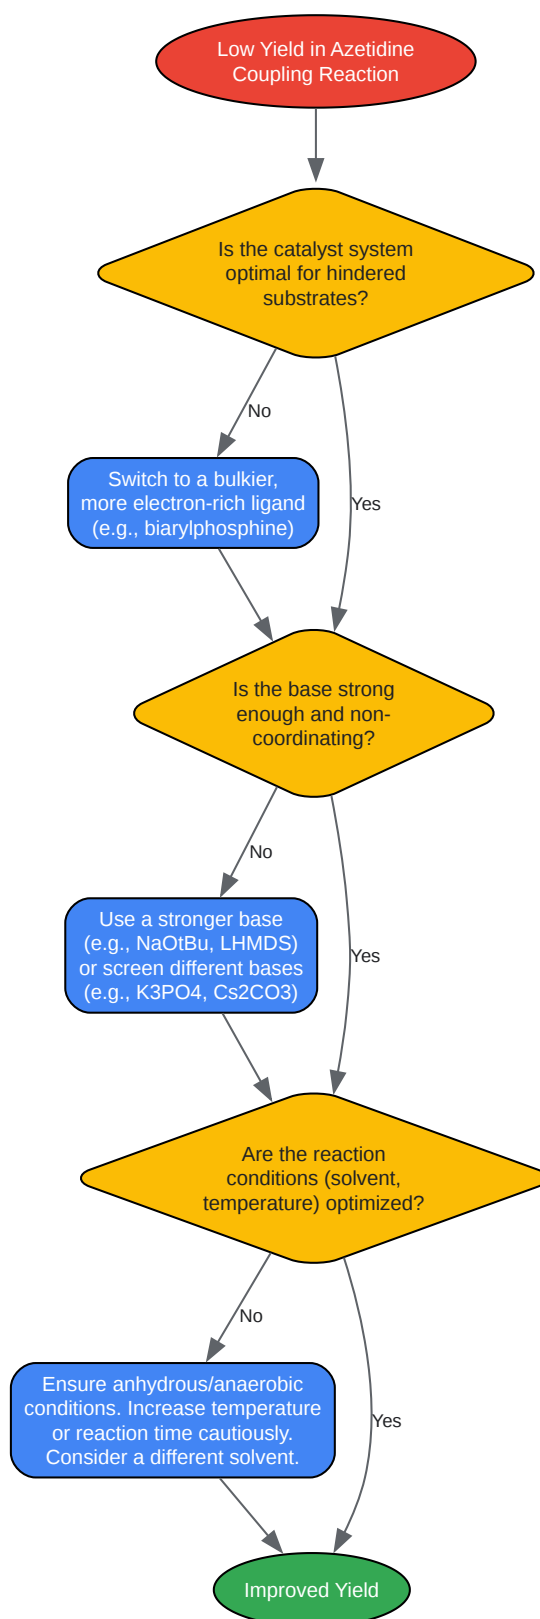 Low Yield in Azetidine
Coupling Reaction
Is the catalyst system
optimal for hindered
substrates?
No
Switch to a bulkier,
more electron-rich ligand
(e.g., biarylphosphine)
Yes
Is the base strong
enough and non-
coordinating?
No
Use a stronger base
(e.g., NaOtBu, LHMDS)
or screen different bases
(e.g., K3PO4, Cs2CO3)
Yes
Are the reaction
conditions (solvent,
temperature) optimized?
No
Ensure anhydrous/anaerobic
conditions. Increase temperature
or reaction time cautiously.
Consider a different solvent.
Yes
Improved Yield